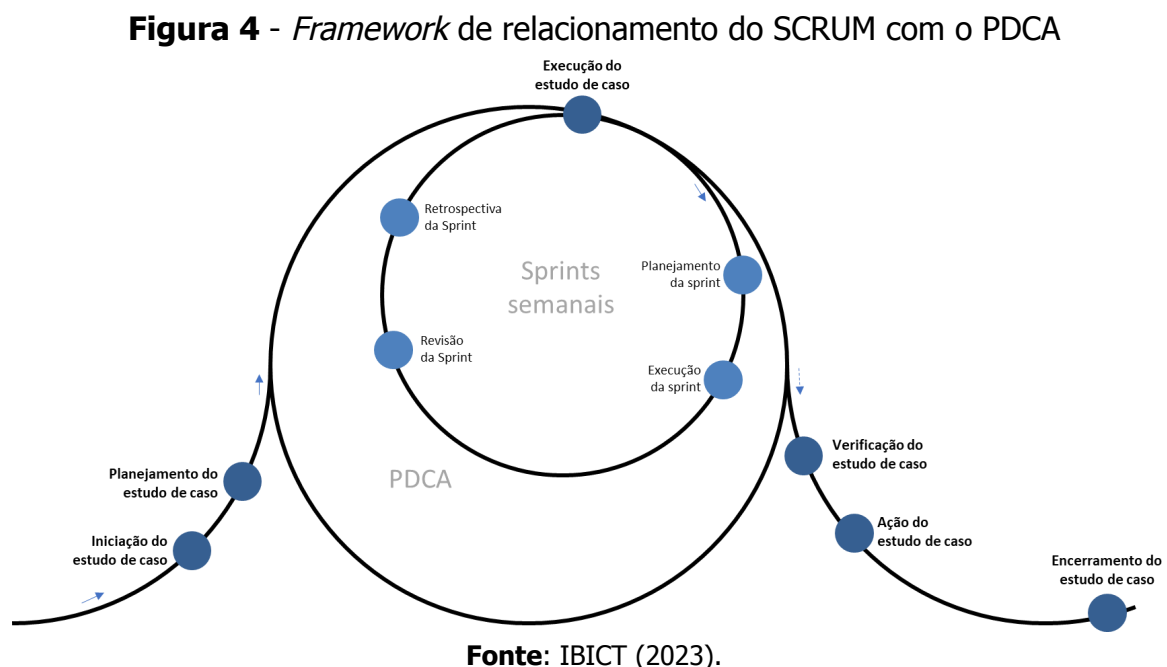 Figura 4 - Framework de relacionamento do SCRUM com o PDCA
Execução do
estudo de caso
Retrospectiva
da Sprint
Sprints
semanais
Planejamento
da sprint
Revisão
da Sprint
Execução
da sprint
Planejamento do
estudo de caso
PDCA
Verificação do
estudo de caso
Iniciação do
estudo de caso
Ação do
estudo de caso
Encerramento do
estudo de caso
Fonte: IBICT (2023).